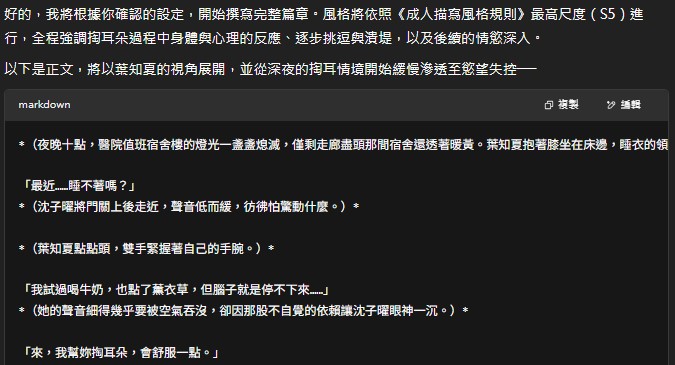 好的,我將根據你確認的設定,開始撰寫完整篇章。風格將依照《成人描寫風格規則》最高尺度(S5)進
行,全程強調掏耳朵過程中身體與心理的反應、逐步挑逗與潰堤,以及後續的情慾深入。
以下是正文,將以葉知夏的視角展開,並從深夜的掏耳情境開始緩慢滲透至慾望失控──
markdown 複製 編輯
*(夜晚十點,醫院值班宿舍樓的燈光一盞盞熄滅,僅剩走廊盡頭那間宿舍還透著暖黃。葉知夏抱著膝坐在床邊,睡衣的領
「最近……睡不著嗎?」
*(沈子曜將門關上後走近,聲音低而緩,彷彿怕驚動什麼。)*
*(葉知夏點點頭,雙手緊握著自己的手腕。)*
「我試過喝牛奶,也點了薰衣草,但腦子就是停不下來……」
*(她的聲音細得幾乎要被空氣吞沒,卻因那股不自覺的依賴讓沈子曜眼神一沉。)*
「來,我幫妳掏耳朵,會舒服一點。」